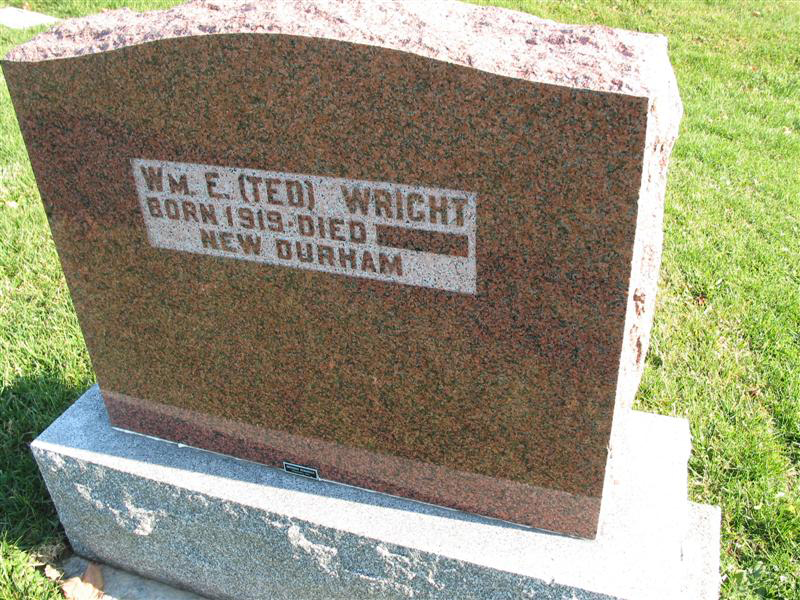 WM. E. (TED) WRIGHT
BORN 1919-DIED
NEW DURHAM